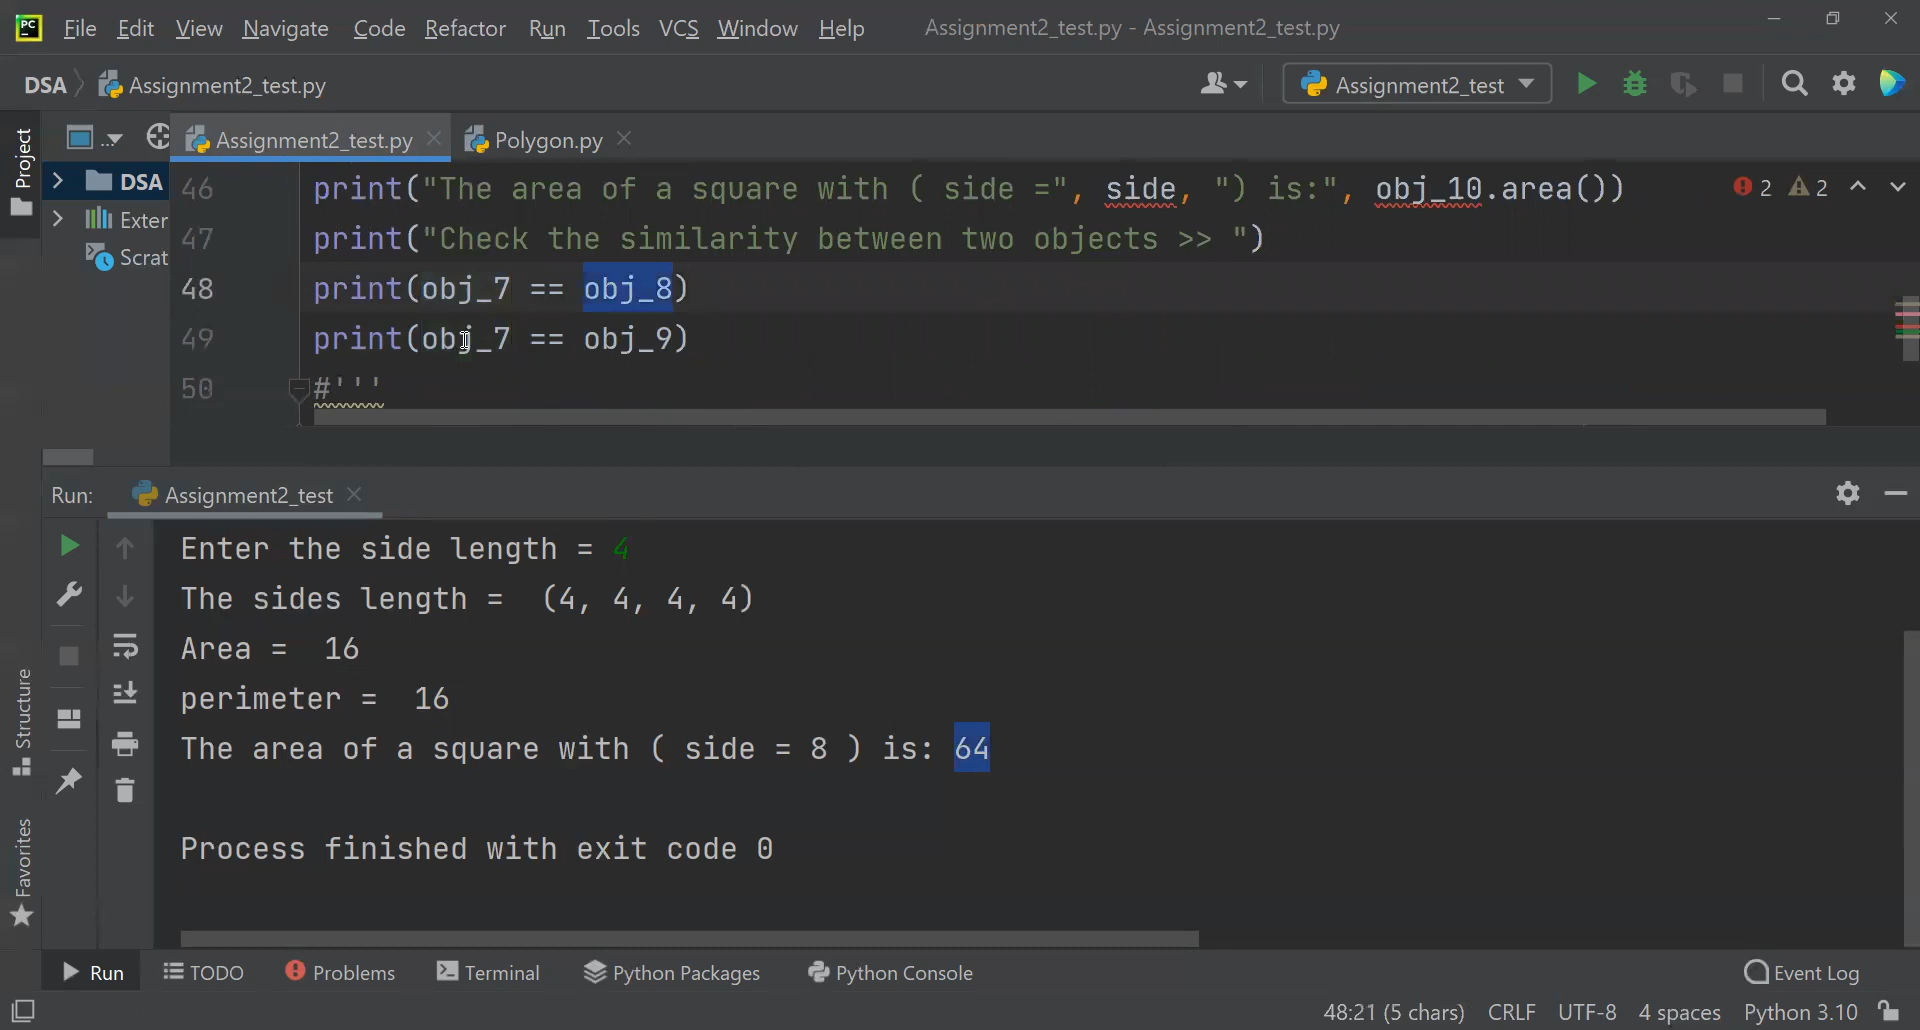 PC File Edit View Navigate Code Refactor Run Tools VCS Window Help Assignment2_test.py - Assignment2_test.py
DSA Assignment2_test.py Assignment2_test
Project
... Assignment2_test.py Polygon.py
DSA
Exter
Scrat
46 print("The area of a square with ( side =", side, ") is:", obj_10.area()) 2 2
47 print("Check the similarity between two objects >> ")
48 print(obj_7 == obj_8)
49 print(obj_7 == obj_9)
50 #'''
Run: Assignment2_test
Enter the side length = 4
The sides length =  (4, 4, 4, 4)
Area =  16
perimeter =  16
The area of a square with ( side = 8 ) is: 64
Process finished with exit code 0
Structure
Favorites
Run TODO Problems Terminal Python Packages Python Console Event Log
48:21 (5 chars) CRLF UTF-8 4 spaces Python 3.10